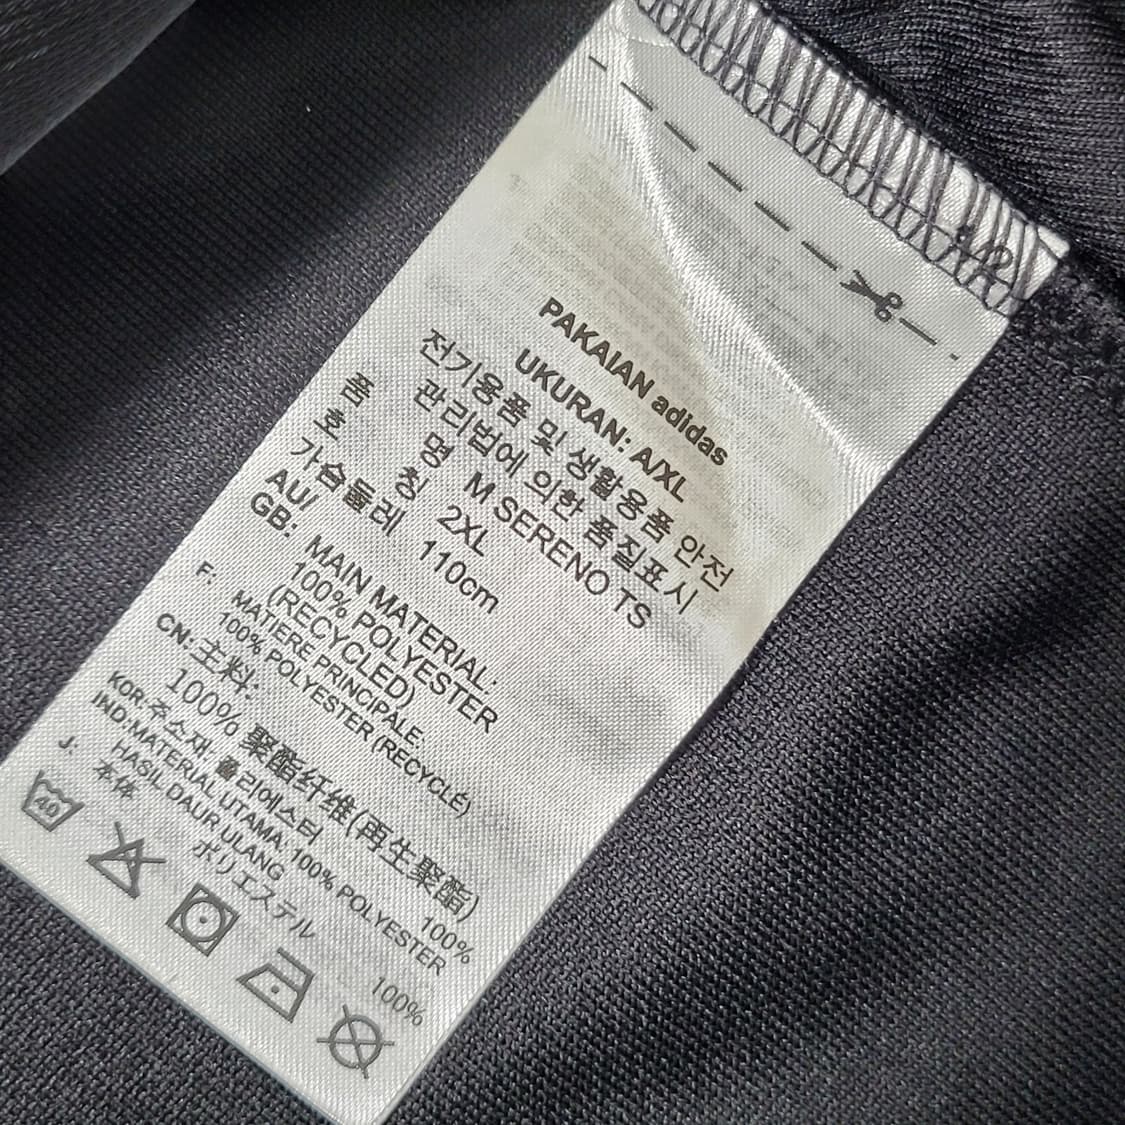 PAKAIAN adidas
UKURAN: A/XL
전기용품 및 생활용품 안전
관리법에 의한 품질표시
품 명 M SERENO TS
호 칭 2XL
가슴둘레 110cm
AU/
GB: MAIN MATERIAL:
100% POLYESTER
(RECYCLED)
F: MATIERE PRINCIPALE:
100% POLYESTER (RECYCLÉ)
CN: 主料:
100% 聚酯纤维(再生聚酯)
KOR:주소재: 폴리에스터 100%
IND:MATERIAL UTAMA: 100% POLYESTER
HASIL DAUR ULANG
J: 本体 ポリエステル 100%
40